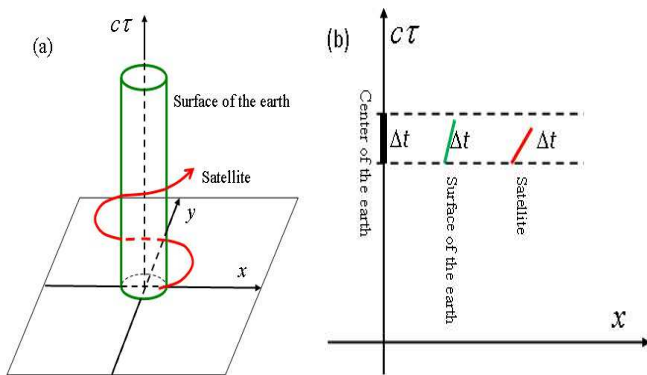 (a)
cτ
Surface of the earth
Satellite
y
x
(b)
cτ
Center of the earth
Δt
Δt
Δt
Surface of the earth
Satellite
x